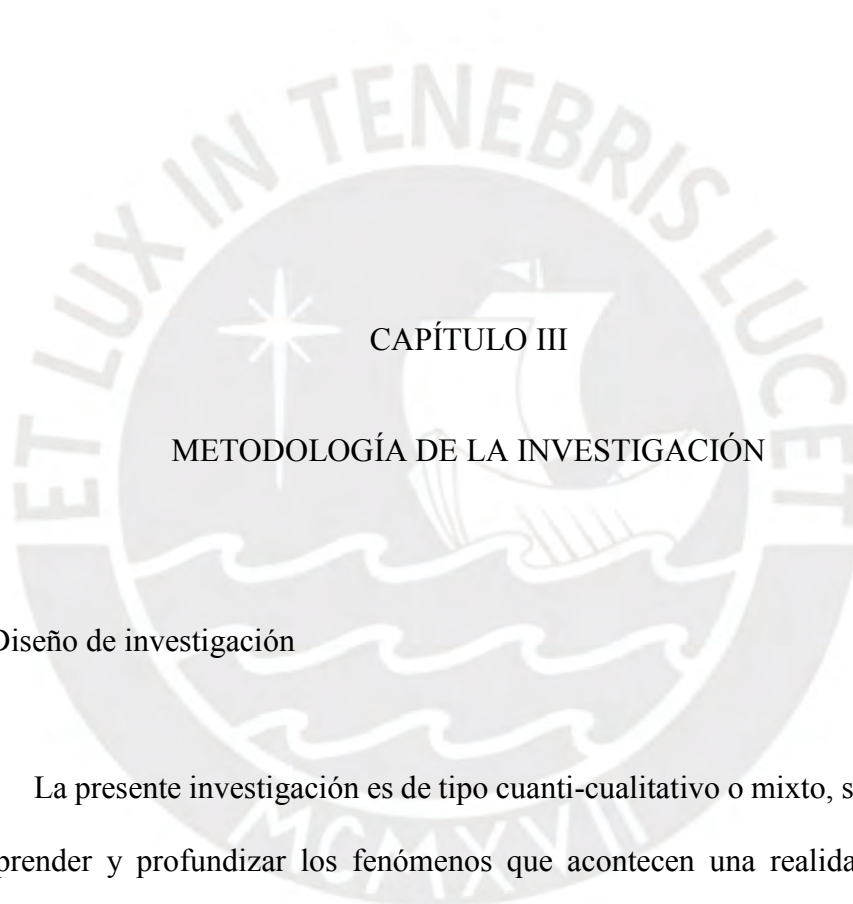 ET LUX IN TENEBRIS LUCET
CAPÍTULO III
METODOLOGÍA DE LA INVESTIGACIÓN
Diseño de investigación
La presente investigación es de tipo cuanti-cualitativo o mixto, s
prender y profundizar los fenómenos que acontecen una realida
MCMXVII